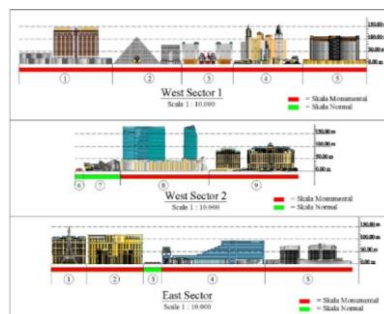 150.00 m
100.00 m
50.00 m
0.00 m
1 2 3 4 5
West Sector 1
Scale 1 : 10.000
= Skala Monumental
= Skala Normal
150.00 m
100.00 m
50.00 m
0.00 m
6 7 8 9
West Sector 2
Scale 1 : 10.000
= Skala Monumental
= Skala Normal
150.00 m
100.00 m
50.00 m
0.00 m
1 2 3 4 5
East Sector
Scale 1 : 10.000
= Skala Monumental
= Skala Normal